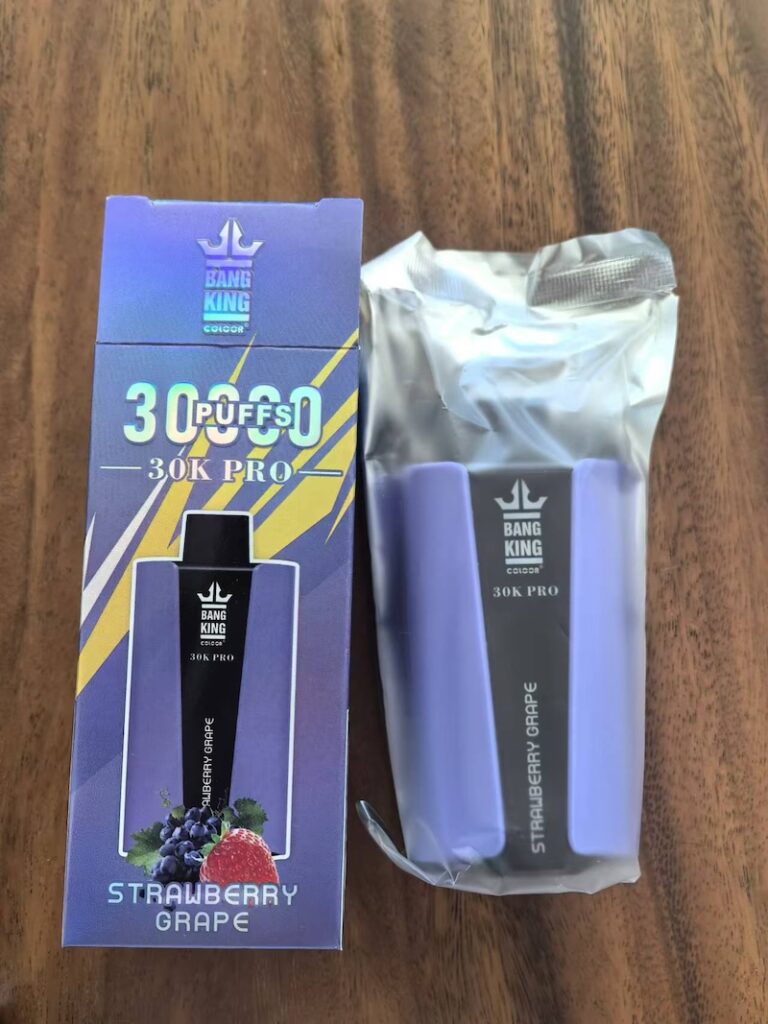 BANG
KING
COLOOR
30000
PUFFS
30K PRO
BANG
KING
COLOOR
30K PRO
AWBERRY GRAPE
STRAWBERRY
GRAPE
BANG
KING
COLOOR
30K PRO
STRAWBERRY GRAPE